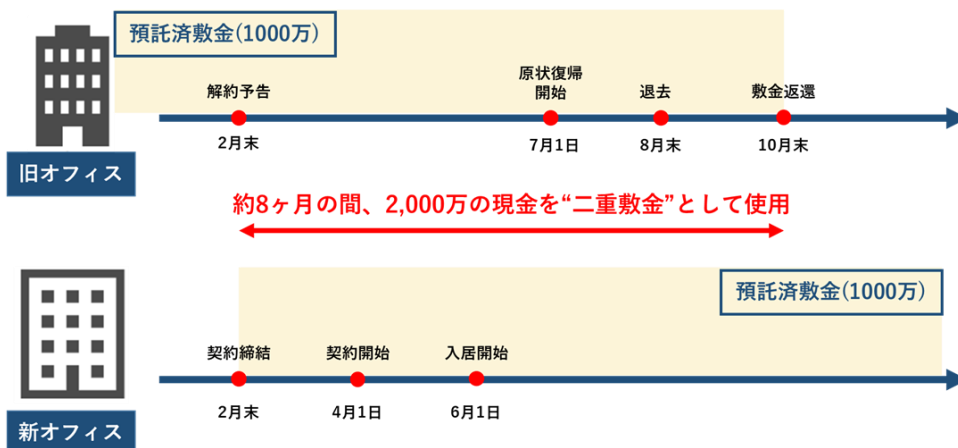 預託済敷金(1000万)
解約予告
原状復帰
開始
退去
敷金返還
2月末
7月1日
8月末
10月末
旧オフィス
約8ヶ月の間、2,000万の現金を“二重敷金”として使用
預託済敷金(1000万)
契約締結
契約開始
入居開始
2月末
4月1日
6月1日
新オフィス